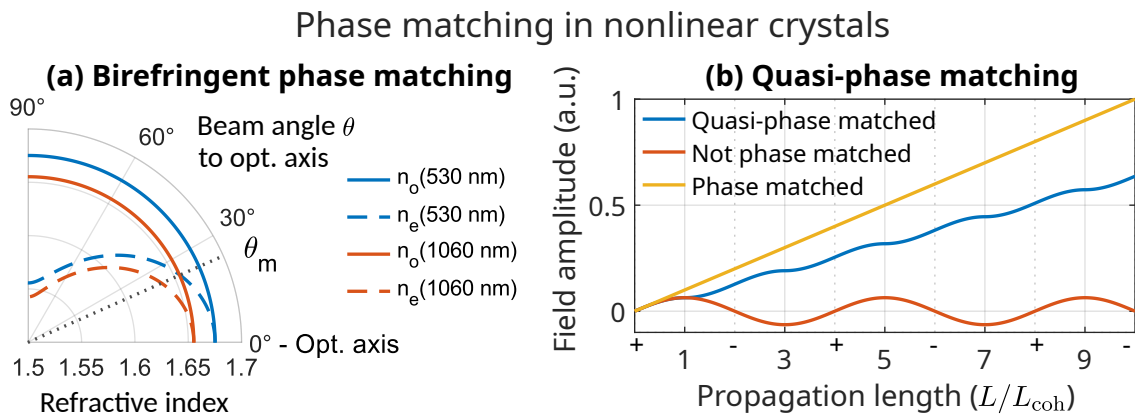 Phase matching in nonlinear crystals
(a) Birefringent phase matching
90°
60°
30°
0° - Opt. axis
Beam angle θ
to opt. axis
θm
n_o(530 nm)
n_e(530 nm)
n_o(1060 nm)
n_e(1060 nm)
1.5 1.55 1.6 1.65 1.7
Refractive index
(b) Quasi-phase matching
Field amplitude (a.u.)
1
0.5
0
Quasi-phase matched
Not phase matched
Phase matched
+ - + - + -
1 3 5 7 9
Propagation length (L/L_coh)